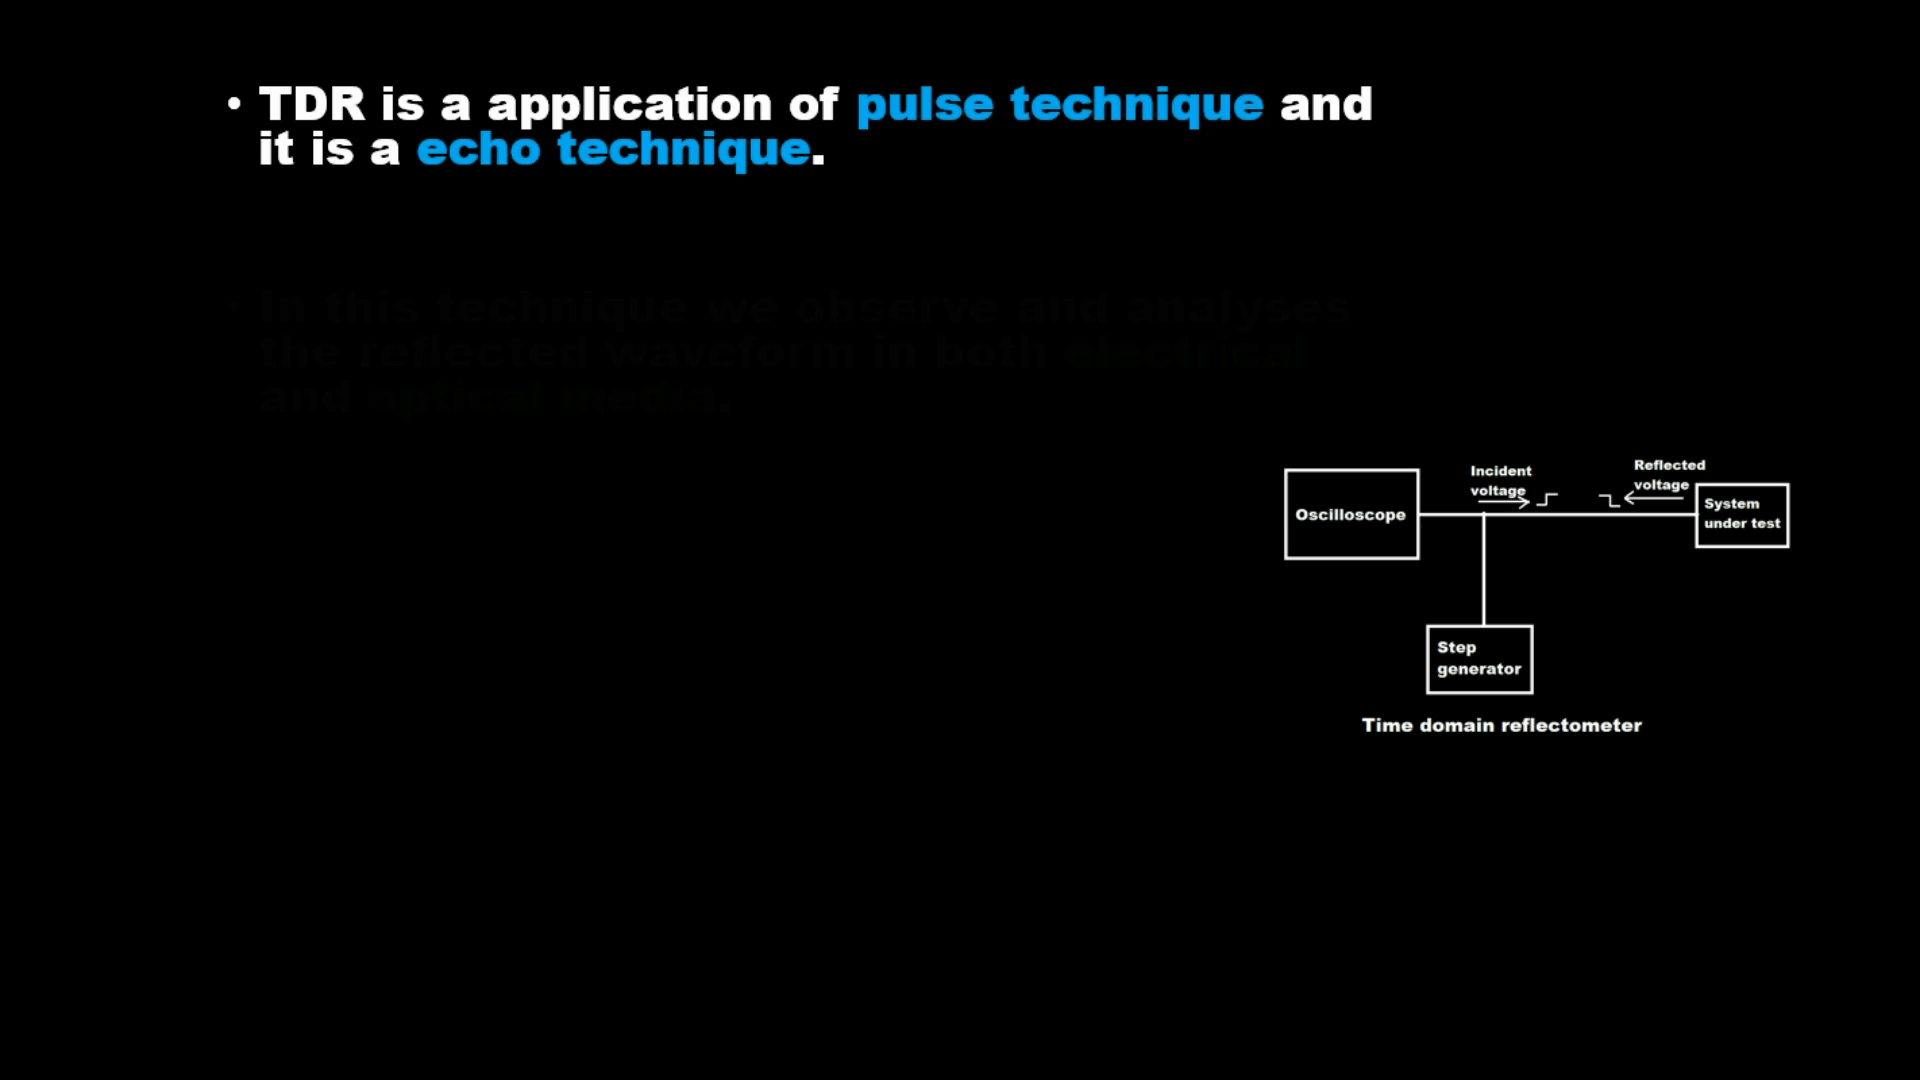 • TDR is a application of pulse technique and
it is a echo technique.
• In this technique we observe and analyses
the reflected waveform in both electrical
and optical media.
Incident
voltage
Reflected
voltage
Oscilloscope
System
under test
Step
generator
Time domain reflectometer